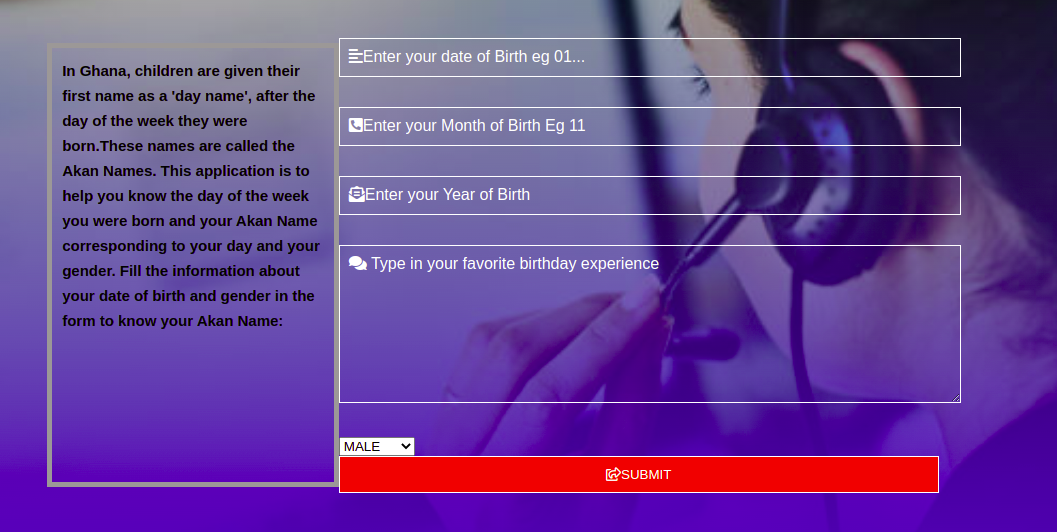 In Ghana, children are given their
first name as a 'day name', after the
day of the week they were
born.These names are called the
Akan Names. This application is to
help you know the day of the week
you were born and your Akan Name
corresponding to your day and your
gender. Fill the information about
your date of birth and gender in the
form to know your Akan Name:
Enter your date of Birth eg 01...
Enter your Month of Birth Eg 11
Enter your Year of Birth
Type in your favorite birthday experience
MALE
SUBMIT